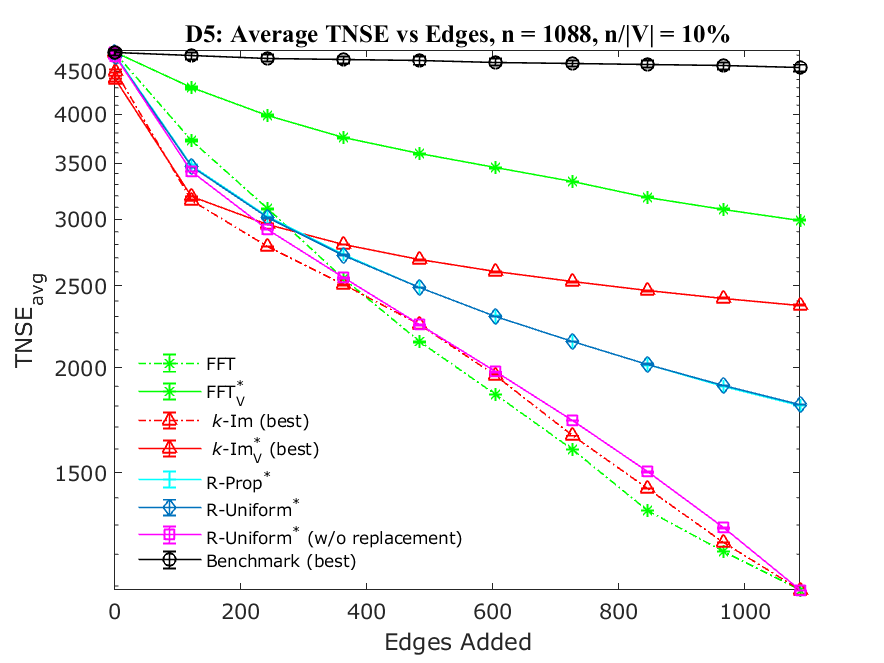 D5: Average TNSE vs Edges, n = 1088, n/|V| = 10%
4500
4000
3500
3000
2500
2000
1500
TNSE_avg
FFT
FFT*_V
k-Im (best)
k-Im*_V (best)
R-Prop*
R-Uniform*
R-Uniform* (w/o replacement)
Benchmark (best)
0 200 400 600 800 1000
Edges Added